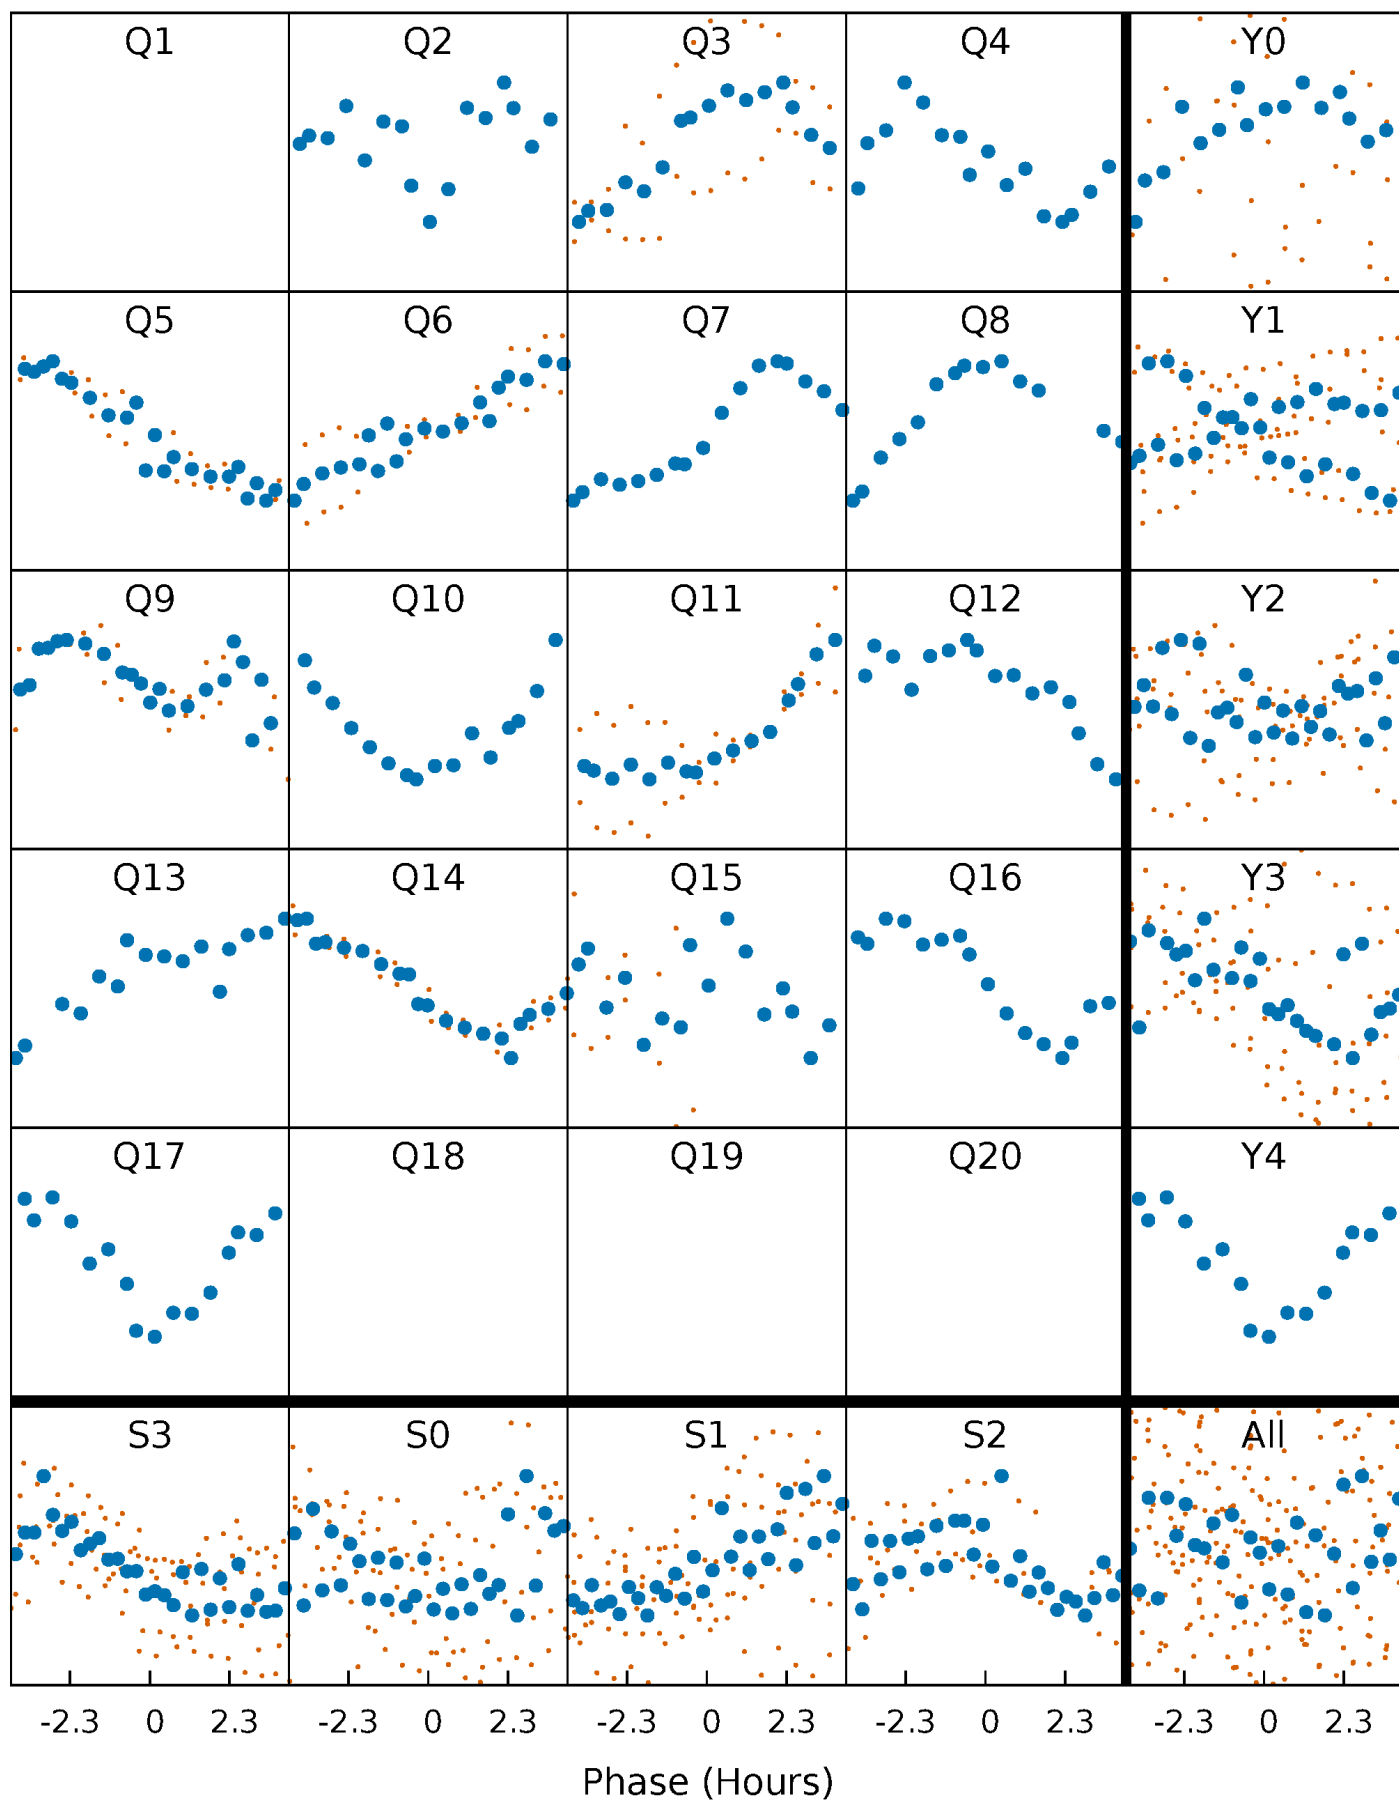 Q1 Q2 Q3 Q4 Y0
Q5 Q6 Q7 Q8 Y1
Q9 Q10 Q11 Q12 Y2
Q13 Q14 Q15 Q16 Y3
Q17 Q18 Q19 Q20 Y4
S3 S0 S1 S2 All
-2.3 0 2.3 -2.3 0 2.3 -2.3 0 2.3 -2.3 0 2.3 -2.3 0 2.3
Phase (Hours)